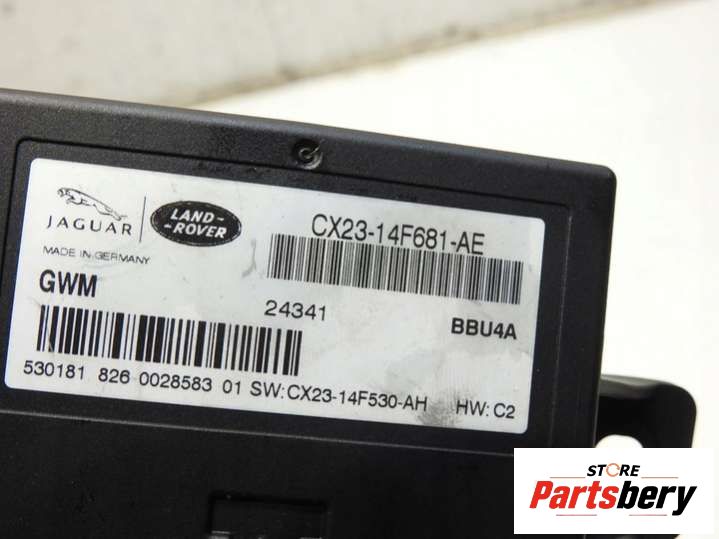 JAGUAR
LAND-
-ROVER
CX23-14F681-AE
MADE IN GERMANY
GWM
24341
BBU4A
530181 826 0028583 01 SW:CX23-14F530-AH HW:C2
STORE
Partsbery